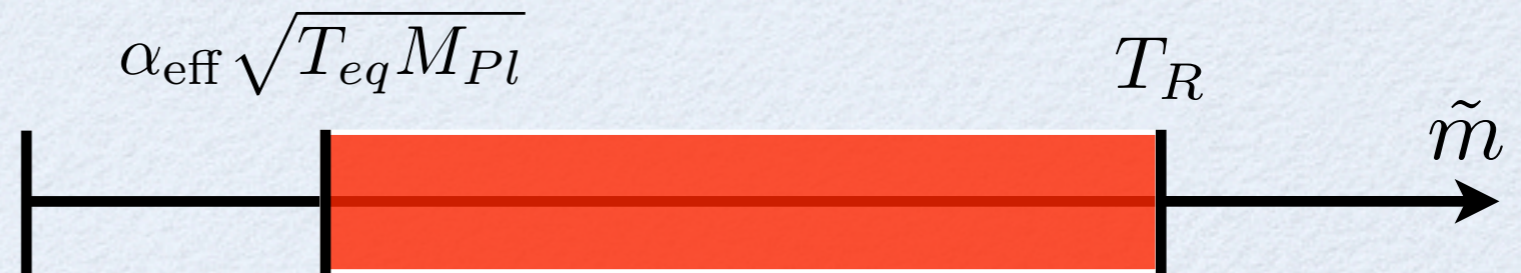 α_eff √(T_eq M_Pl)
T_R
m̃